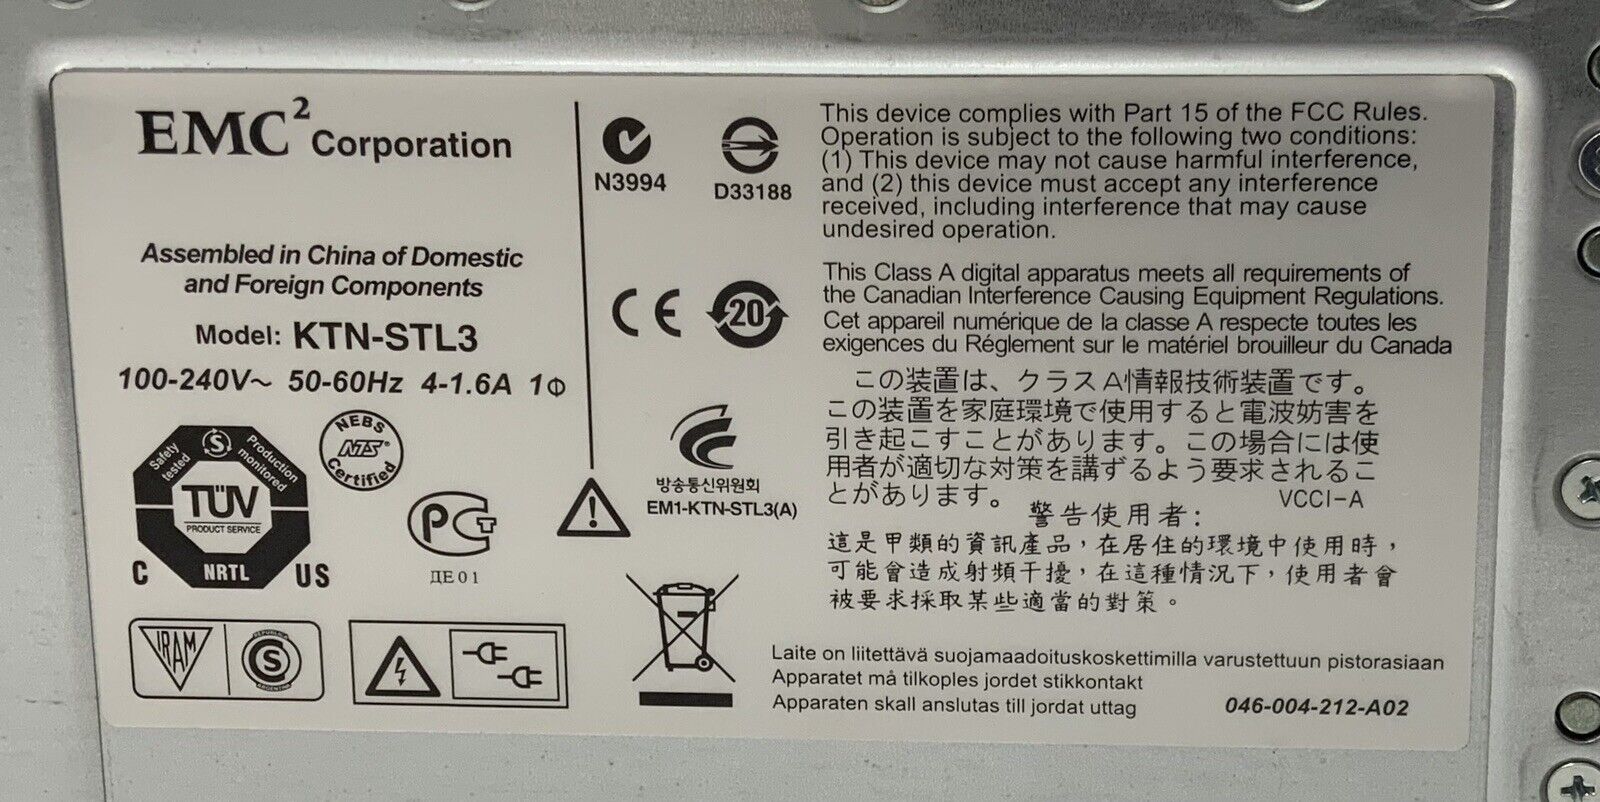 EMC² Corporation
Assembled in China of Domestic
and Foreign Components
Model: KTN-STL3
100-240V~ 50-60Hz 4-1.6A 1Φ
Safety tested
S
Production monitored
TÜV
PRODUCT SERVICE
C NRTL US
NEBS
NTS®
Certified
PCT
ДЕ01
IRAM
REPUBLICA
S
ARGENTINA
N3994
D33188
CE
20
방송통신위원회
EM1-KTN-STL3(A)
This device complies with Part 15 of the FCC Rules.
Operation is subject to the following two conditions:
(1) This device may not cause harmful interference,
and (2) this device must accept any interference
received, including interference that may cause
undesired operation.
This Class A digital apparatus meets all requirements of
the Canadian Interference Causing Equipment Regulations.
Cet appareil numérique de la classe A respecte toutes les
exigences du Réglement sur le matériel brouilleur du Canada
この装置は、クラスA情報技術装置です。
この装置を家庭環境で使用すると電波妨害を
引き起こすことがあります。この場合には使
用者が適切な対策を講ずるよう要求されるこ
とがあります。 VCCI-A
警告使用者:
這是甲類的資訊產品，在居住的環境中使用時，
可能會造成射頻干擾，在這種情況下，使用者會
被要求採取某些適當的對策。
Laite on liitettävä suojamaadoituskoskettimilla varustettuun pistorasiaan
Apparatet må tilkoples jordet stikkontakt
Apparaten skall anslutas till jordat uttag
046-004-212-A02